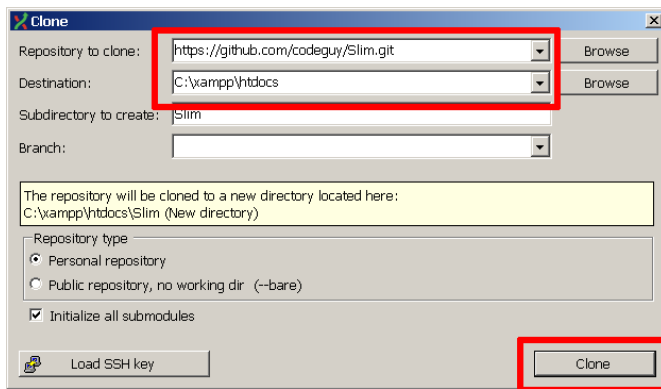 Clone
Repository to clone: https://github.com/codeguy/Slim.git Browse
Destination: C:\xampp\htdocs Browse
Subdirectory to create: Slim
Branch:
The repository will be cloned to a new directory located here:
C:\xampp\htdocs\Slim (New directory)
Repository type
Personal repository
Public repository, no working dir (--bare)
Initialize all submodules
Load SSH key Clone